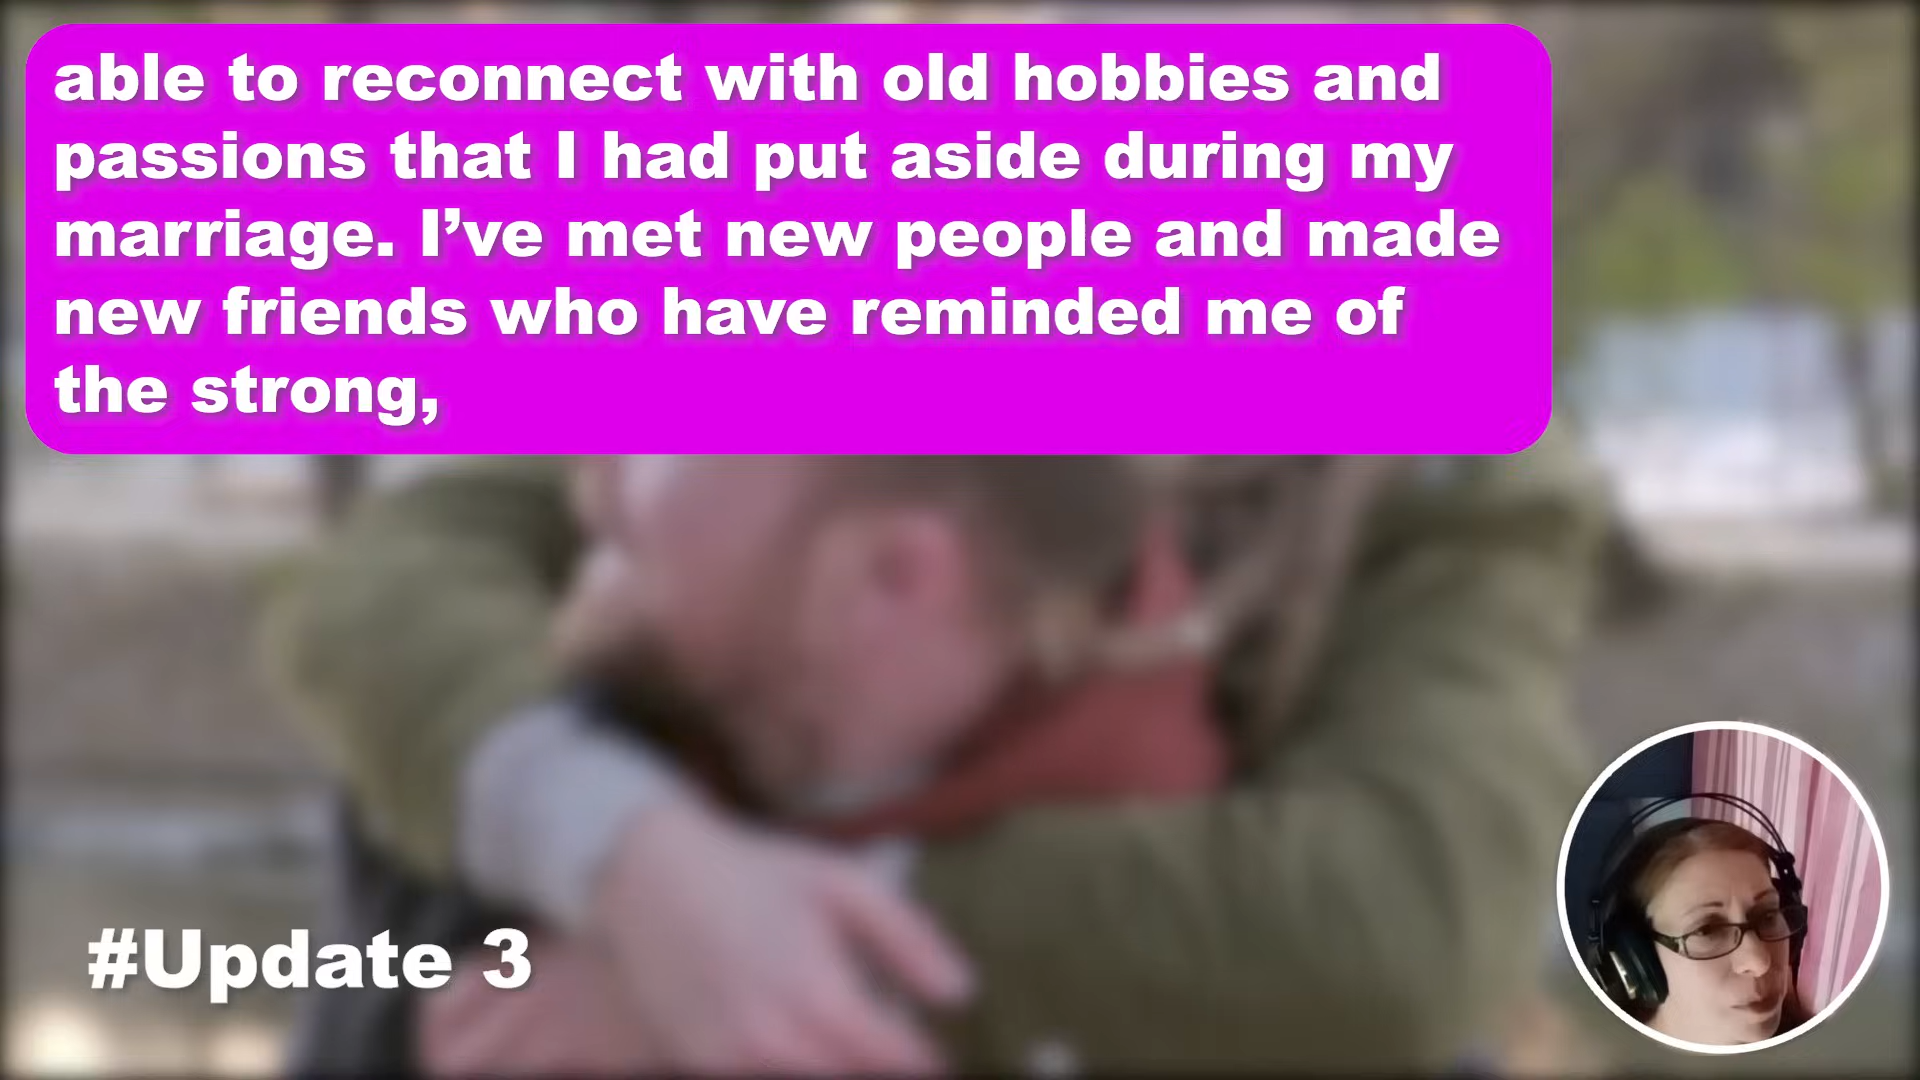 able to reconnect with old hobbies and
passions that I had put aside during my
marriage. I’ve met new people and made
new friends who have reminded me of
the strong,
#Update 3